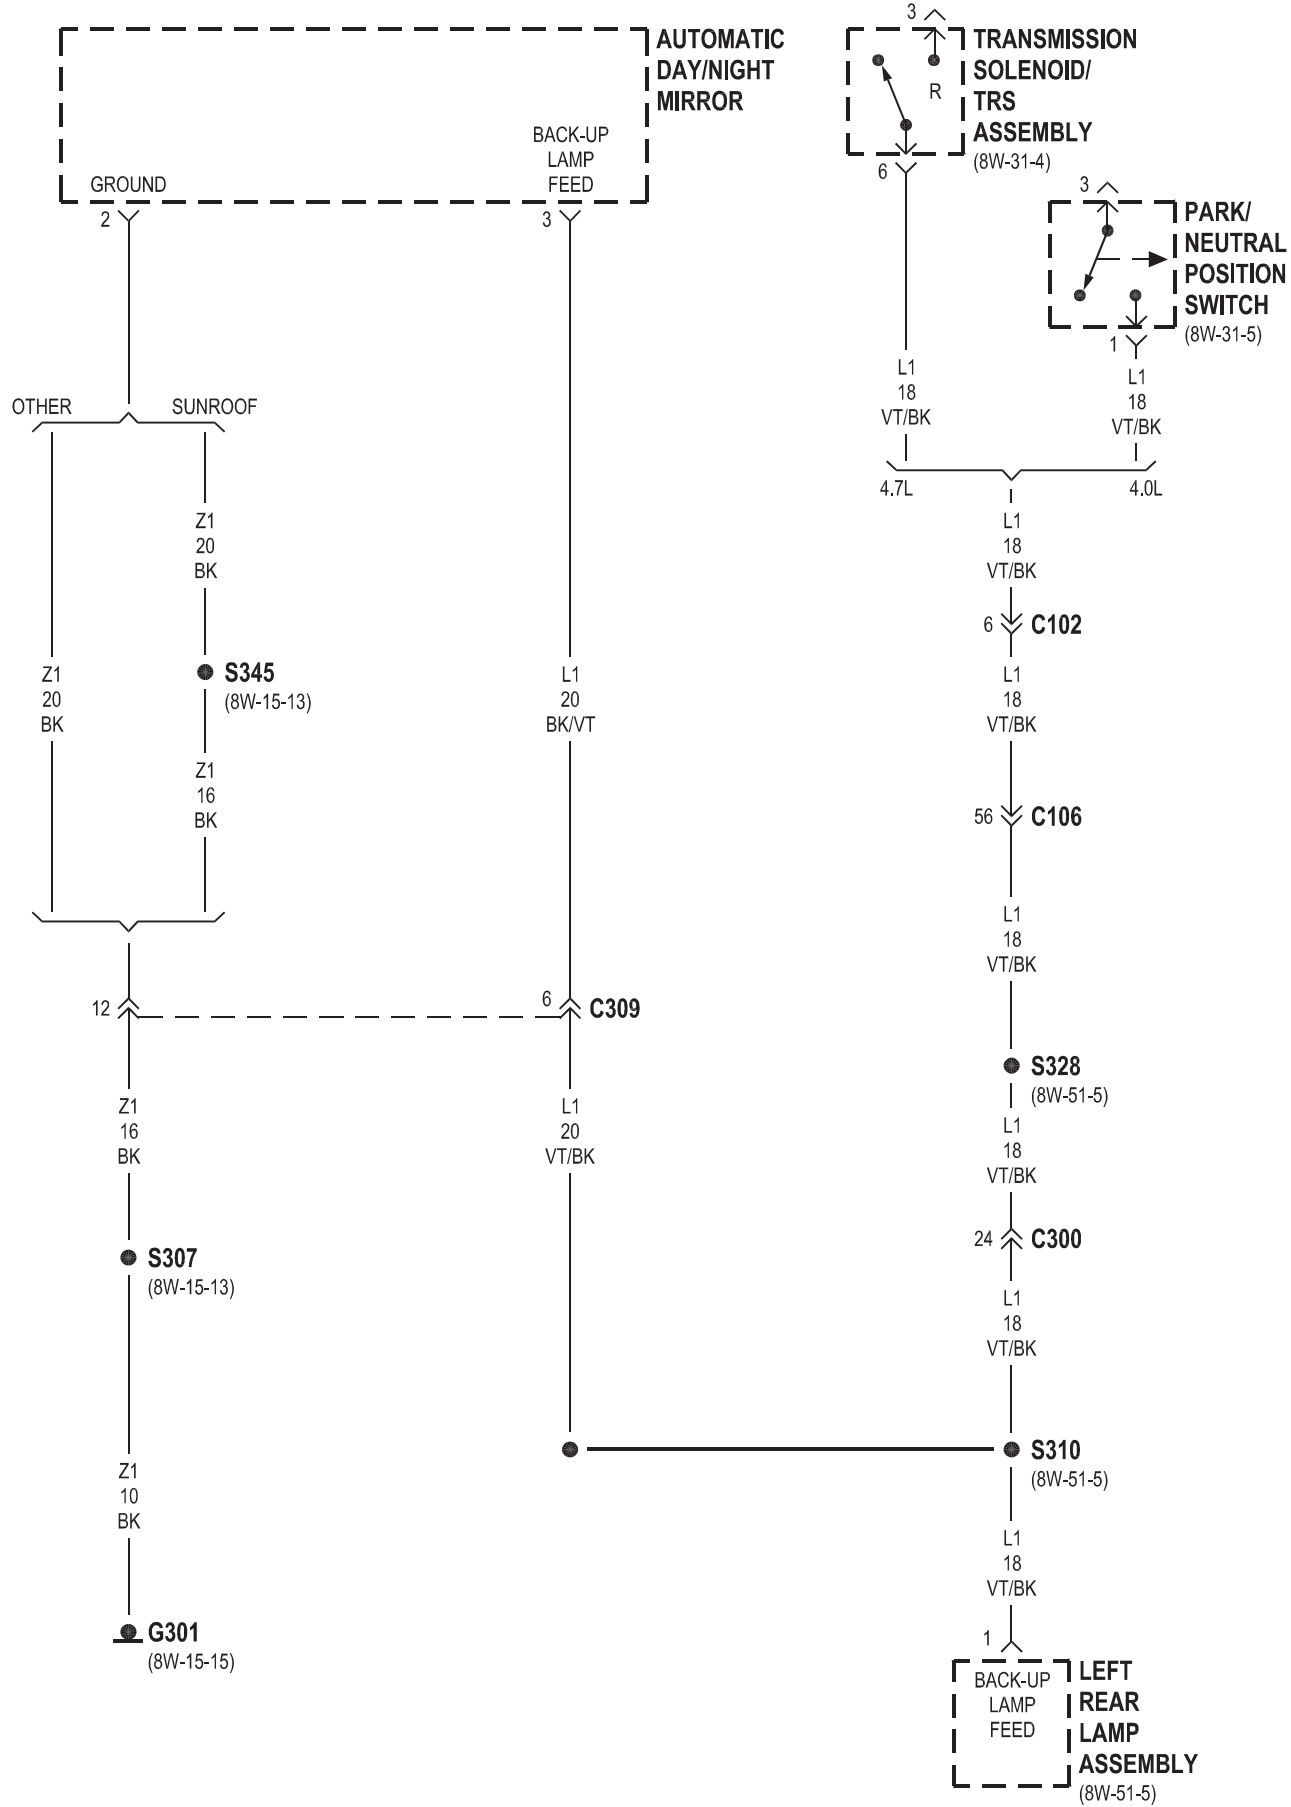 AUTOMATIC
DAY/NIGHT
MIRROR
BACK-UP
LAMP
FEED
GROUND
2
3
3
TRANSMISSION
SOLENOID/
TRS
ASSEMBLY
(8W-31-4)
R
6
3
PARK/
NEUTRAL
POSITION
SWITCH
(8W-31-5)
1
L1
18
VT/BK
L1
18
VT/BK
4.7L
4.0L
OTHER
SUNROOF
Z1
20
BK
S345
(8W-15-13)
Z1
20
BK
Z1
16
BK
L1
20
BK/VT
L1
18
VT/BK
6
C102
L1
18
VT/BK
56
C106
L1
18
VT/BK
12
6
C309
S328
(8W-51-5)
Z1
16
BK
L1
20
VT/BK
L1
18
VT/BK
24
C300
S307
(8W-15-13)
L1
18
VT/BK
S310
(8W-51-5)
Z1
10
BK
L1
18
VT/BK
G301
(8W-15-15)
1
BACK-UP
LAMP
FEED
LEFT
REAR
LAMP
ASSEMBLY
(8W-51-5)